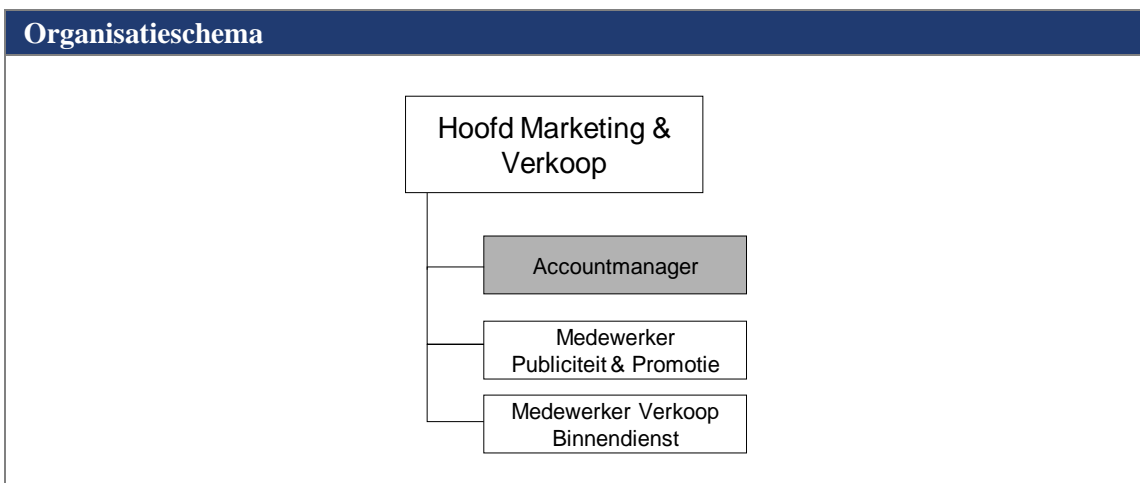 Organisatieschema
Hoofd Marketing &
Verkoop
Accountmanager
Medewerker
Publiciteit & Promotie
Medewerker Verkoop
Binnendienst